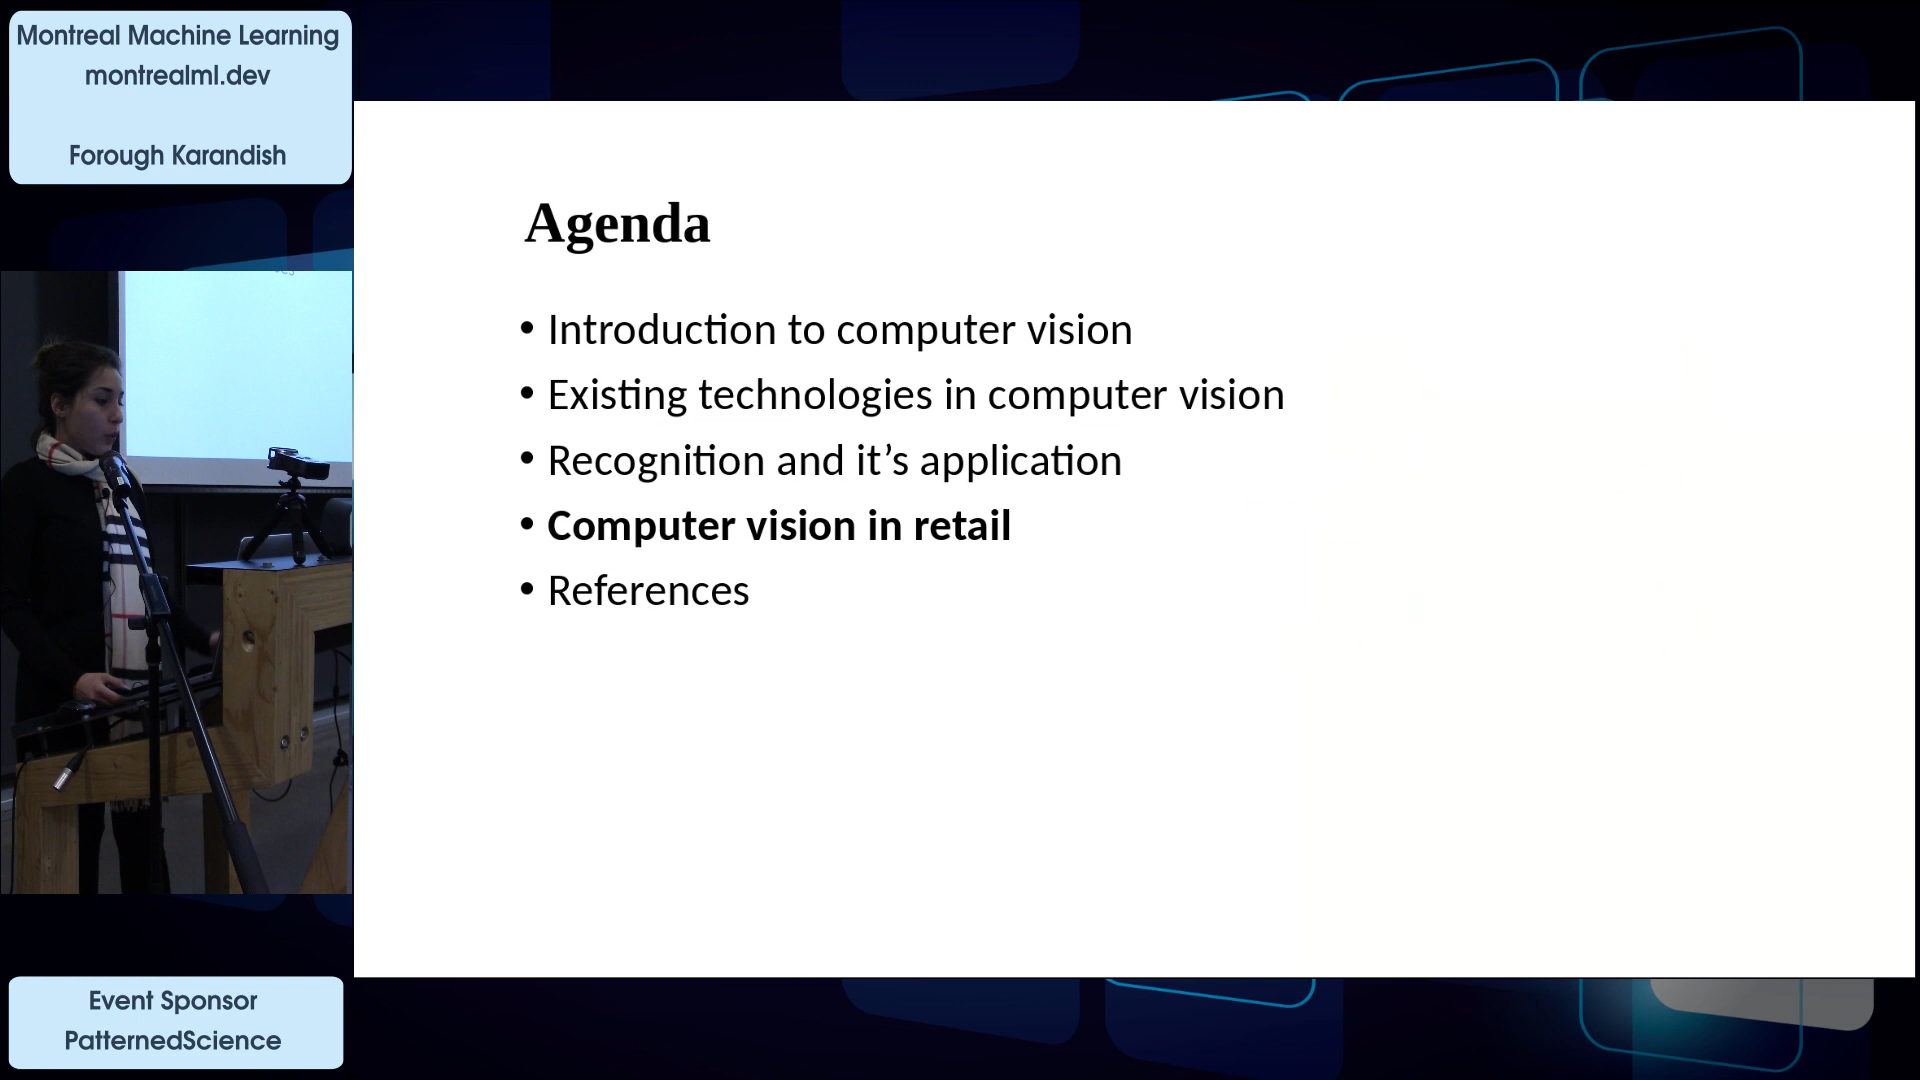 Montreal Machine Learning
montrealml.dev
Forough Karandish
Agenda
• Introduction to computer vision
• Existing technologies in computer vision
• Recognition and it’s application
• Computer vision in retail
• References
Event Sponsor
PatternedScience